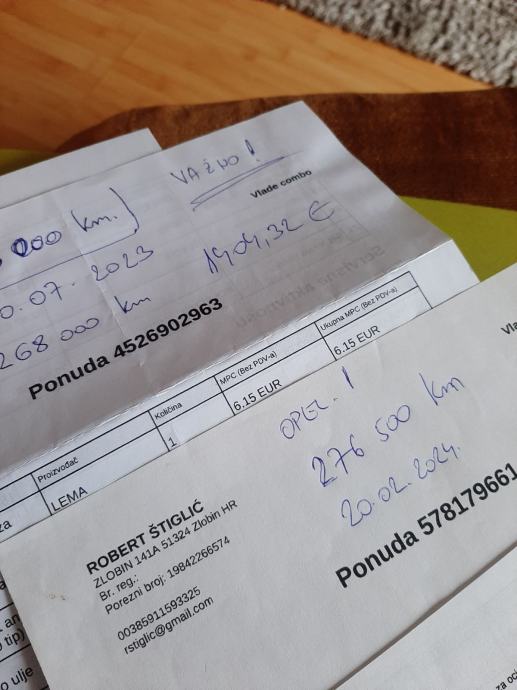 VAŽNO!
Vlade combo
000 km.)
0.07.2023
1404,32 €
268 000 km
Ponuda 4526902963
Proizvođač
Količina
MPC (Bez PDV-a)
Ukupna MPC (Bez PDV-a)
LEMA
1
6.15 EUR
6.15 EUR
OPEL !
276 500 km
20.02.2024.
Ponuda 578179661
ROBERT ŠTIGLIĆ
ZLOBIN 141A 51324 Zlobin HR
Br. reg.:
Porezni broj: 19842266574
00385911593325
rstiglic@gmail.com
tip)
o ulje